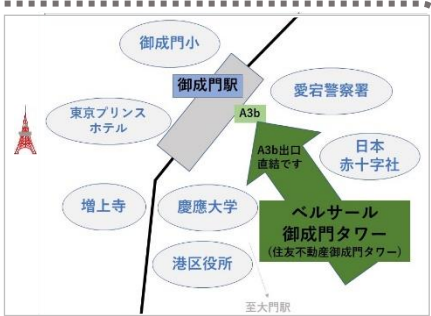 御成門小
御成門駅
愛宕警察署
A3b
東京プリンス
ホテル
A3b出口
直結です
日本
赤十字社
増上寺
慶應大学
ベルサール
御成門タワー
(住友不動産御成門タワー)
港区役所
至大門駅